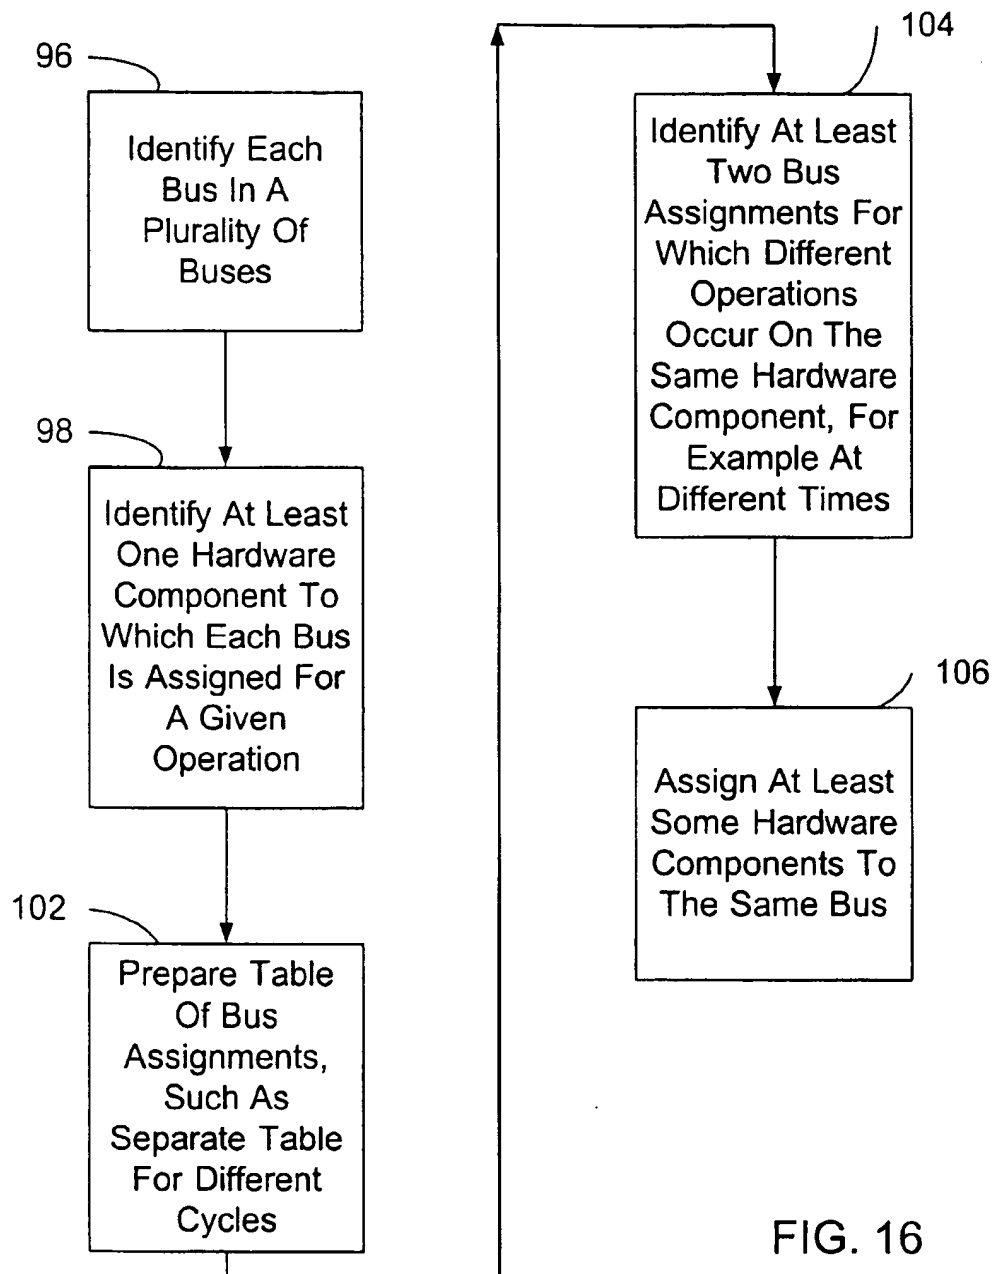 96
Identify Each
Bus In A
Plurality Of
Buses
98
Identify At Least
One Hardware
Component To
Which Each Bus
Is Assigned For
A Given
Operation
102
Prepare Table
Of Bus
Assignments,
Such As
Separate Table
For Different
Cycles
104
Identify At Least
Two Bus
Assignments For
Which Different
Operations
Occur On The
Same Hardware
Component, For
Example At
Different Times
106
Assign At Least
Some Hardware
Components To
The Same Bus
FIG. 16